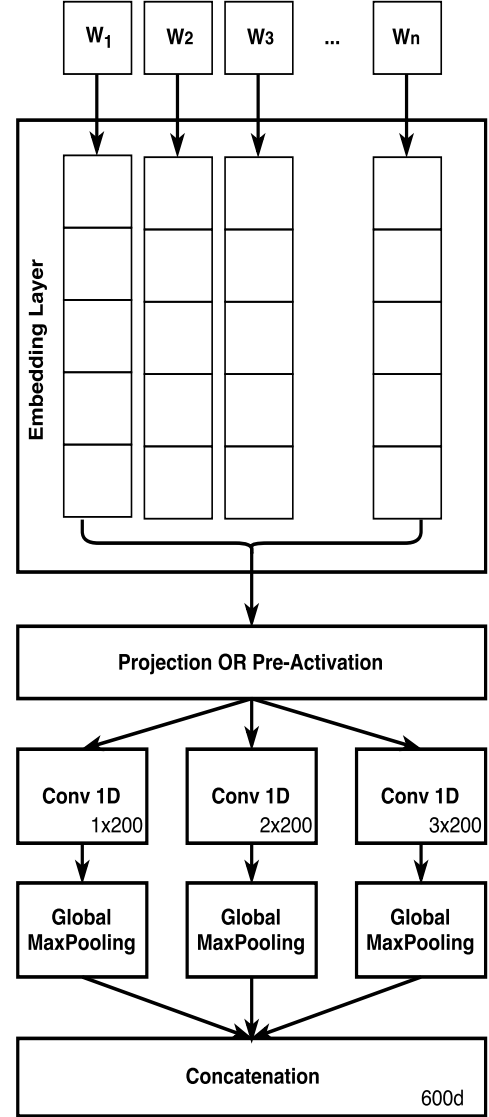 W1 W2 W3 ... Wn
Embedding Layer
Projection OR Pre-Activation
Conv 1D Conv 1D Conv 1D
1x200 2x200 3x200
Global Global Global
MaxPooling MaxPooling MaxPooling
Concatenation
600d